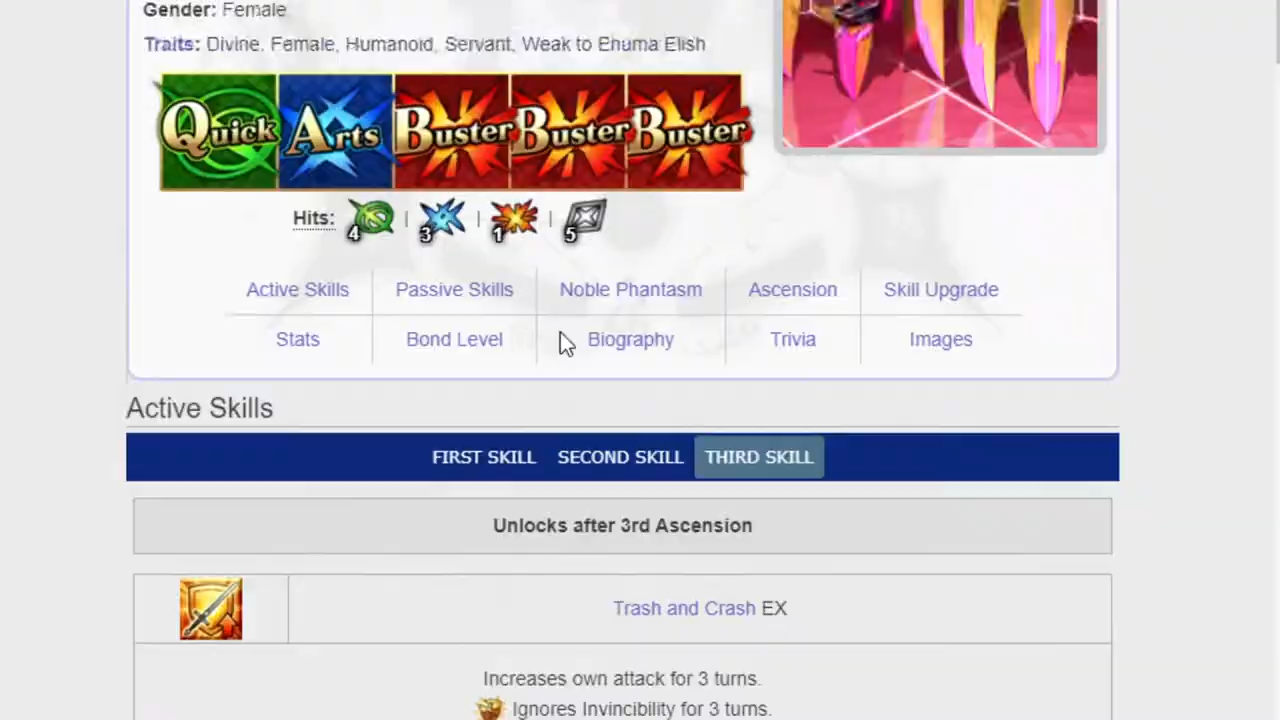 Gender: Female
Traits: Divine, Female, Humanoid, Servant, Weak to Enuma Elish
Quick Arts Buster Buster Buster
Hits: 4 | 3 | 1 | 5
Active Skills Passive Skills Noble Phantasm Ascension Skill Upgrade
Stats Bond Level Biography Trivia Images
Active Skills
FIRST SKILL SECOND SKILL THIRD SKILL
Unlocks after 3rd Ascension
Trash and Crash EX
Increases own attack for 3 turns.
Ignores Invincibility for 3 turns.